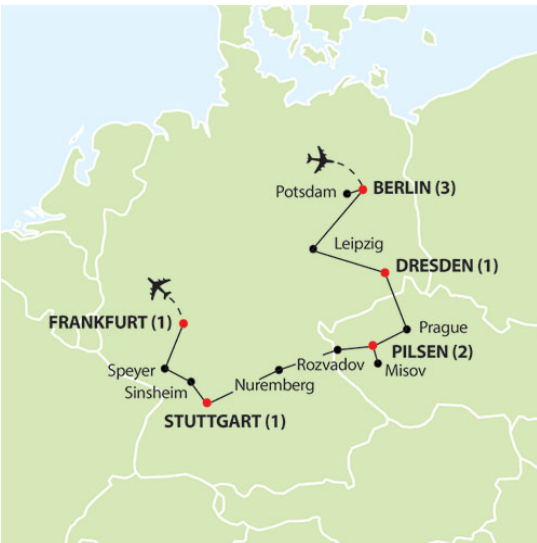 Potsdam
BERLIN (3)
Leipzig
DRESDEN (1)
FRANKFURT (1)
Prague
PILSEN (2)
Rozvadov
Misov
Speyer
Nuremberg
Sinsheim
STUTTGART (1)